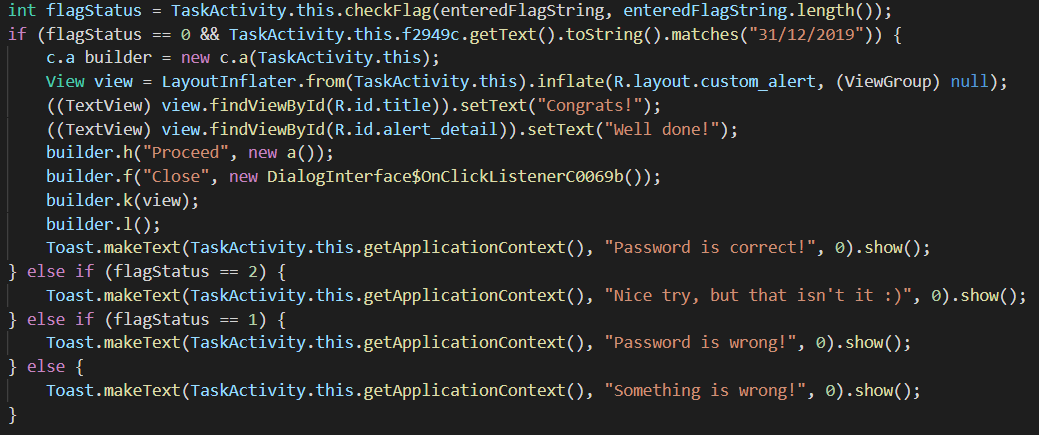 int flagStatus = TaskActivity.this.checkFlag(enteredFlagString, enteredFlagString.length());
if (flagStatus == 0 && TaskActivity.this.f2949c.getText().toString().matches("31/12/2019")) {
    c.a builder = new c.a(TaskActivity.this);
    View view = LayoutInflater.from(TaskActivity.this).inflate(R.layout.custom_alert, (ViewGroup) null);
    ((TextView) view.findViewById(R.id.title)).setText("Congrats!");
    ((TextView) view.findViewById(R.id.alert_detail)).setText("Well done!");
    builder.h("Proceed", new a());
    builder.f("Close", new DialogInterface$OnClickListenerC0069b());
    builder.k(view);
    builder.l();
    Toast.makeText(TaskActivity.this.getApplicationContext(), "Password is correct!", 0).show();
} else if (flagStatus == 2) {
    Toast.makeText(TaskActivity.this.getApplicationContext(), "Nice try, but that isn't it :)", 0).show();
} else if (flagStatus == 1) {
    Toast.makeText(TaskActivity.this.getApplicationContext(), "Password is wrong!", 0).show();
} else {
    Toast.makeText(TaskActivity.this.getApplicationContext(), "Something is wrong!", 0).show();
}